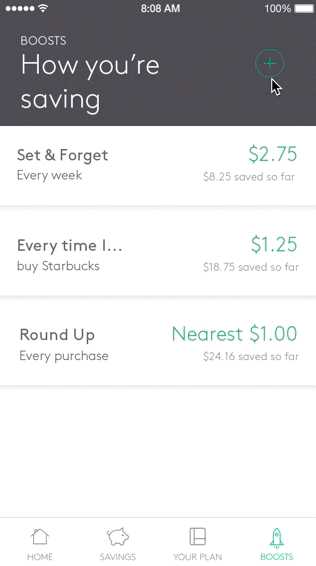 8:08 AM
100%
BOOSTS
How you're
saving
Set & Forget
$2.75
Every week
$8.25 saved so far
Every time I...
$1.25
buy Starbucks
$18.75 saved so far
Round Up
Nearest $1.00
Every purchase
$24.16 saved so far
HOME
SAVINGS
YOUR PLAN
BOOSTS